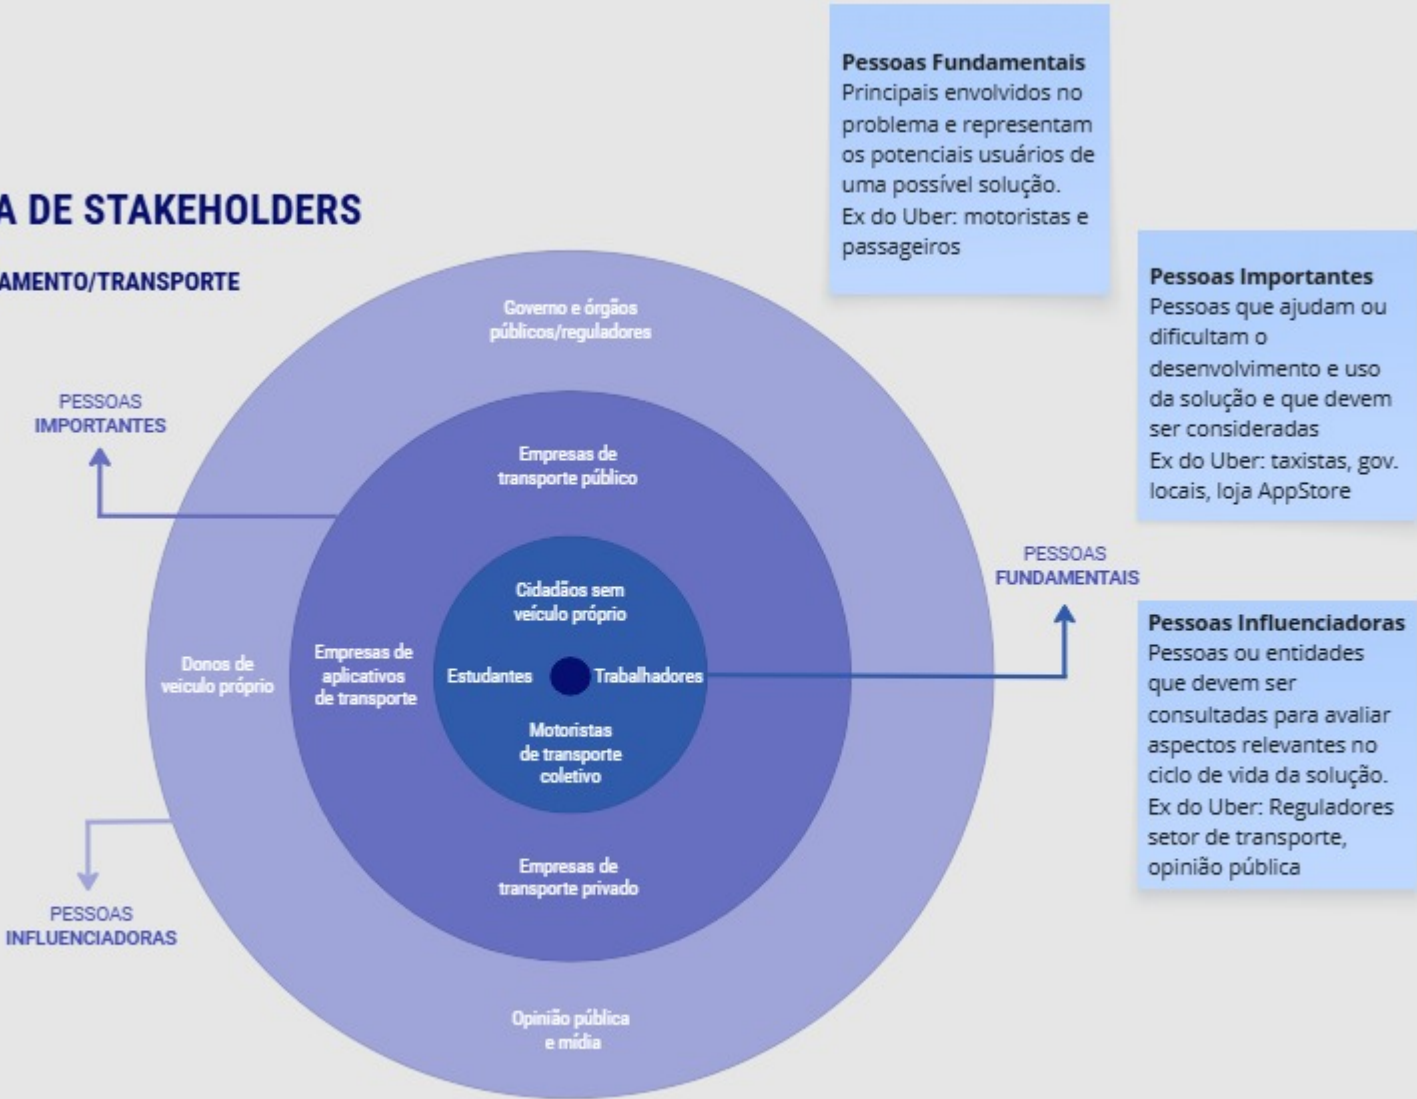 A DE STAKEHOLDERS
AMENTO/TRANSPORTE
Pessoas Fundamentais
Principais envolvidos no
problema e representam
os potenciais usuários de
uma possível solução.
Ex do Uber: motoristas e
passageiros
Pessoas Importantes
Pessoas que ajudam ou
dificultam o
desenvolvimento e uso
da solução e que devem
ser consideradas
Ex do Uber: taxistas, gov.
locais, loja AppStore
Pessoas Influenciadoras
Pessoas ou entidades
que devem ser
consultadas para avaliar
aspectos relevantes no
ciclo de vida da solução.
Ex do Uber: Reguladores
setor de transporte,
opinião pública
PESSOAS
IMPORTANTES
PESSOAS
FUNDAMENTAIS
PESSOAS
INFLUENCIADORAS
Governo e órgãos
públicos/reguladores
Empresas de
transporte público
Cidadãos sem
veículo próprio
Donos de
veiculo próprio
Empresas de
aplicativos
de transporte
Estudantes
Trabalhadores
Motoristas
de transporte
coletivo
Empresas de
transporte privado
Opinião pública
e mídia